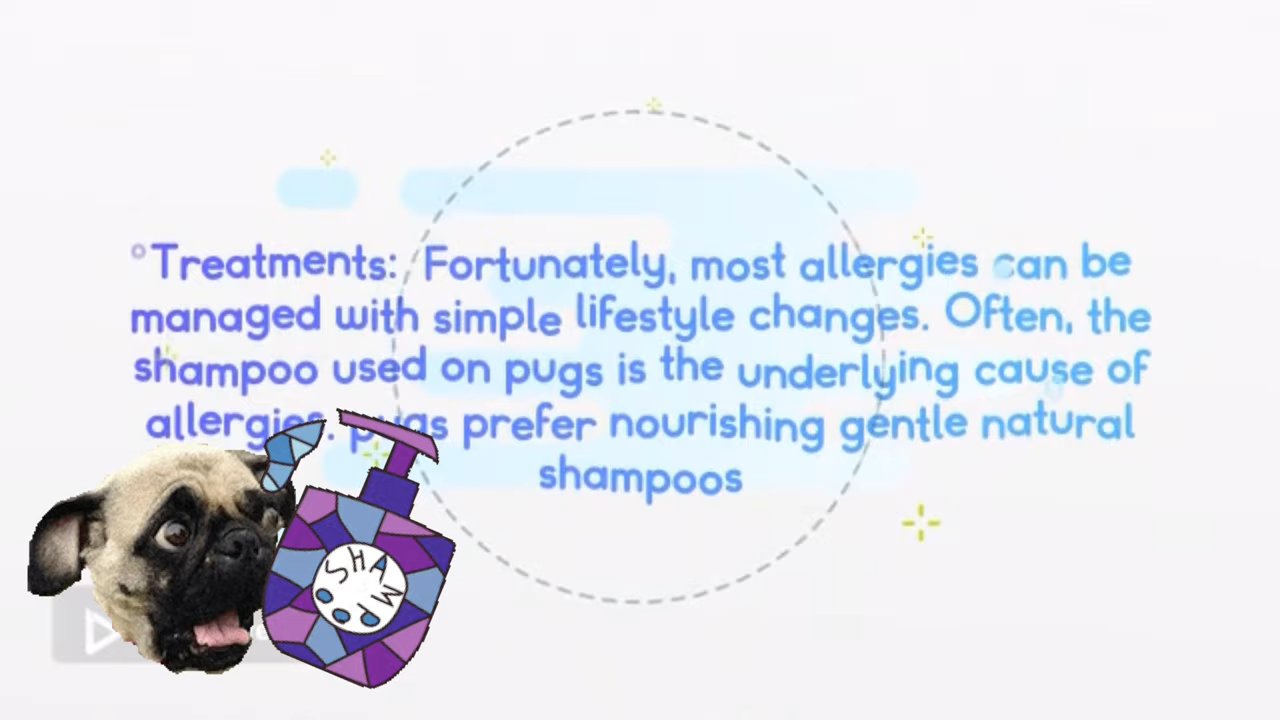 °Treatments: Fortunately, most allergies can be
managed with simple lifestyle changes. Often, the
shampoo used on pugs is the underlying cause of
allergies. pugs prefer nourishing gentle natural
shampoos
SHAMPOO